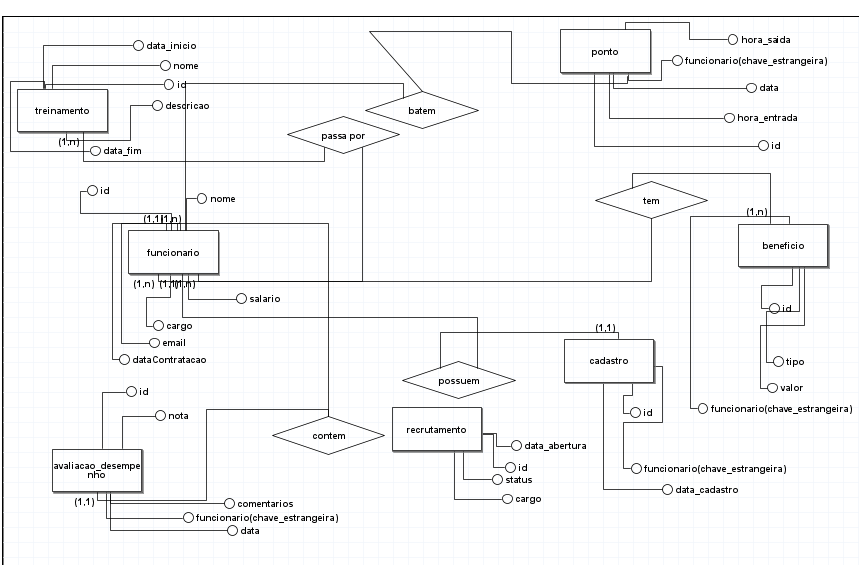 hora_saida
data_inicio
ponto
funcionario(chave_estrangeira)
nome
id
data
treinamento
descricao
batem
hora_entrada
passa por
(1,n)
data_fim
id
id
nome
tem
(1,n)
(1,1)
(1,n)
funcionario
beneficio
(1,n)
(1,n)
salario
id
cargo
(1,1)
email
dataContratacao
cadastro
tipo
possuem
valor
id
nota
id
funcionario(chave_estrangeira)
contem
recrutamento
data_abertura
avaliacao_desempe
nho
id
funcionario(chave_estrangeira)
status
data_cadastro
(1,1)
comentarios
cargo
funcionario(chave_estrangeira)
data